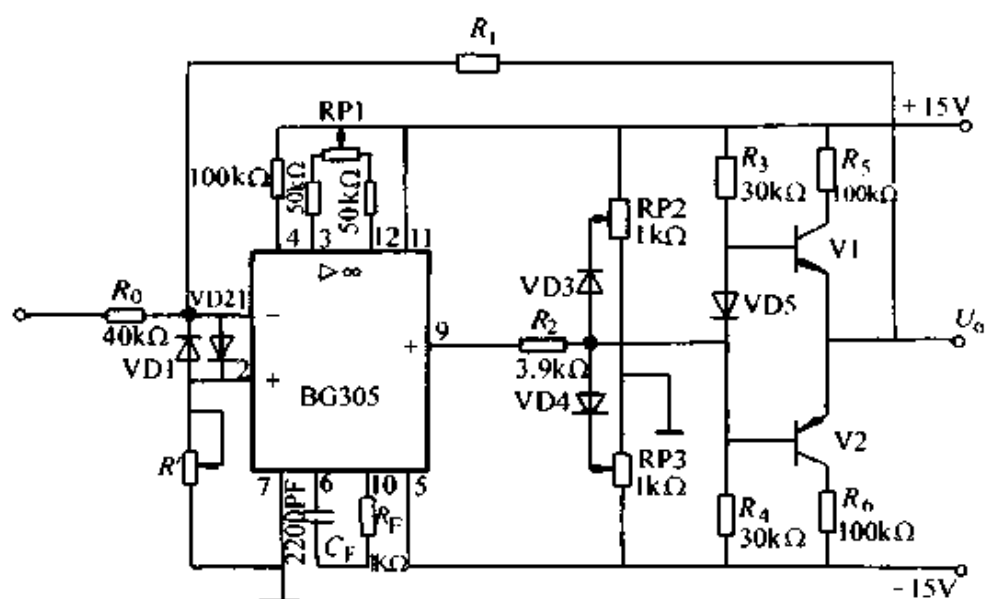 R1
RP1
+15V
100kΩ
50kΩ
50kΩ
R3
30kΩ
R5
100kΩ
4
3
12
11
RP2
1kΩ
V1
▷∞
R0
40kΩ
VD2
1
−
VD3
VD5
VD1
2
+
+
9
R2
3.9kΩ
Uo
BG305
VD4
V2
R'
RP3
1kΩ
7
6
10
5
2200PF
CF
RF
1KΩ
R4
30kΩ
R6
100kΩ
-15V